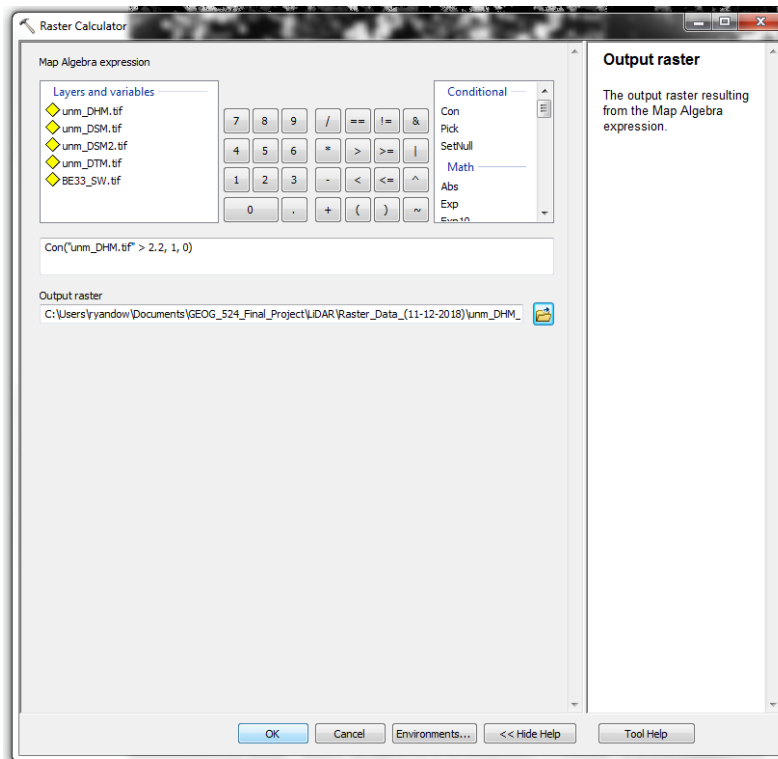 Raster Calculator
Map Algebra expression
Layers and variables
unm_DHM.tif
unm_DSM.tif
unm_DSM2.tif
unm_DTM.tif
BE33_SW.tif
7 8 9 / == != &
4 5 6 * > >= |
1 2 3 - < <= ^
0 . + ( ) ~
Conditional
Con
Pick
SetNull
Math
Abs
Exp
Exp10
Con("unm_DHM.tif" > 2.2, 1, 0)
Output raster
C:\Users\ryandow\Documents\GEOG_524_Final_Project\LiDAR\Raster_Data_(11-12-2018)\unm_DHM_
OK Cancel Environments... << Hide Help Tool Help
Output raster
The output raster resulting
from the Map Algebra
expression.